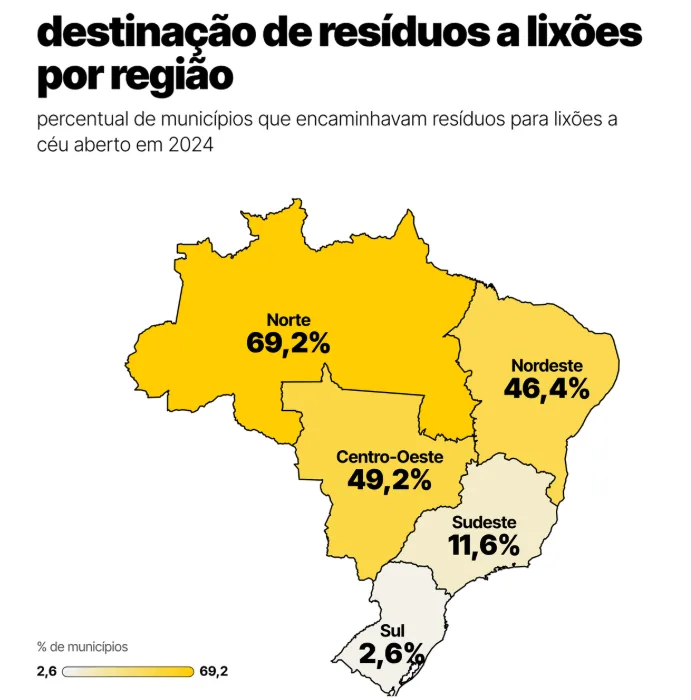 destinação de resíduos a lixões
por região
percentual de municípios que encaminhavam resíduos para lixões a
céu aberto em 2024
Norte
69,2%
Nordeste
46,4%
Centro-Oeste
49,2%
Sudeste
11,6%
Sul
2,6%
% de municípios
2,6 69,2